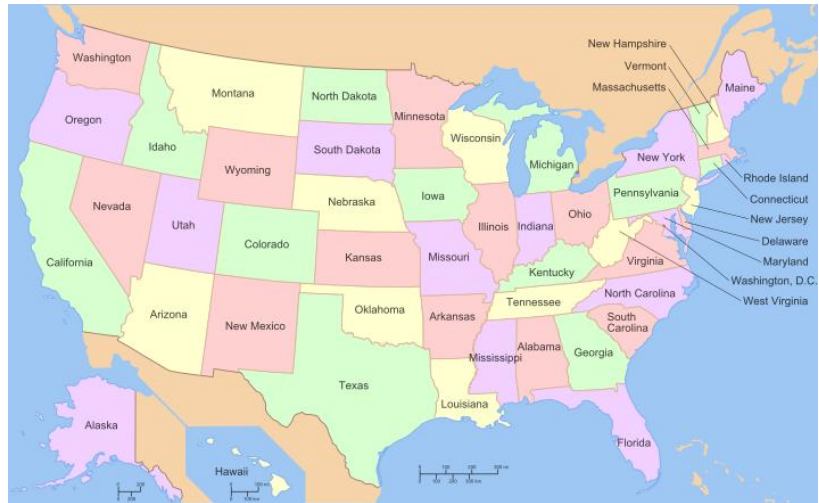 New Hampshire
Vermont
Massachusetts
Washington
Montana
North Dakota
Minnesota
Maine
Oregon
Idaho
Wyoming
South Dakota
Wisconsin
Michigan
New York
Rhode Island
Connecticut
New Jersey
Delaware
Maryland
Washington, D.C.
West Virginia
Nevada
Utah
Colorado
Nebraska
Iowa
Illinois
Indiana
Ohio
Pennsylvania
California
Kansas
Missouri
Kentucky
Virginia
Arizona
New Mexico
Oklahoma
Arkansas
Tennessee
North Carolina
South
Carolina
Texas
Louisiana
Mississippi
Alabama
Georgia
Florida
Alaska
Hawaii